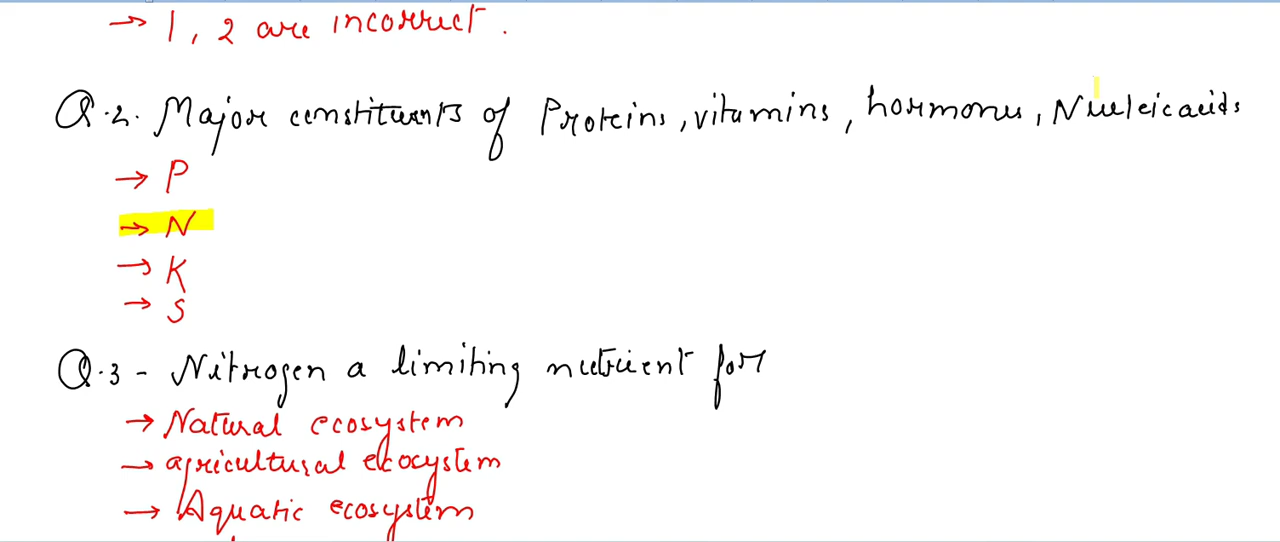 → 1, 2 are incorrect.
Q.2. Major constituents of Proteins, vitamins, hormones, Nucleic acids
→ P
→ N
→ K
→ S
Q.3 - Nitrogen a limiting nutrient for
→ Natural ecosystem
→ agricultural ecocystem
→ Aquatic ecosystem